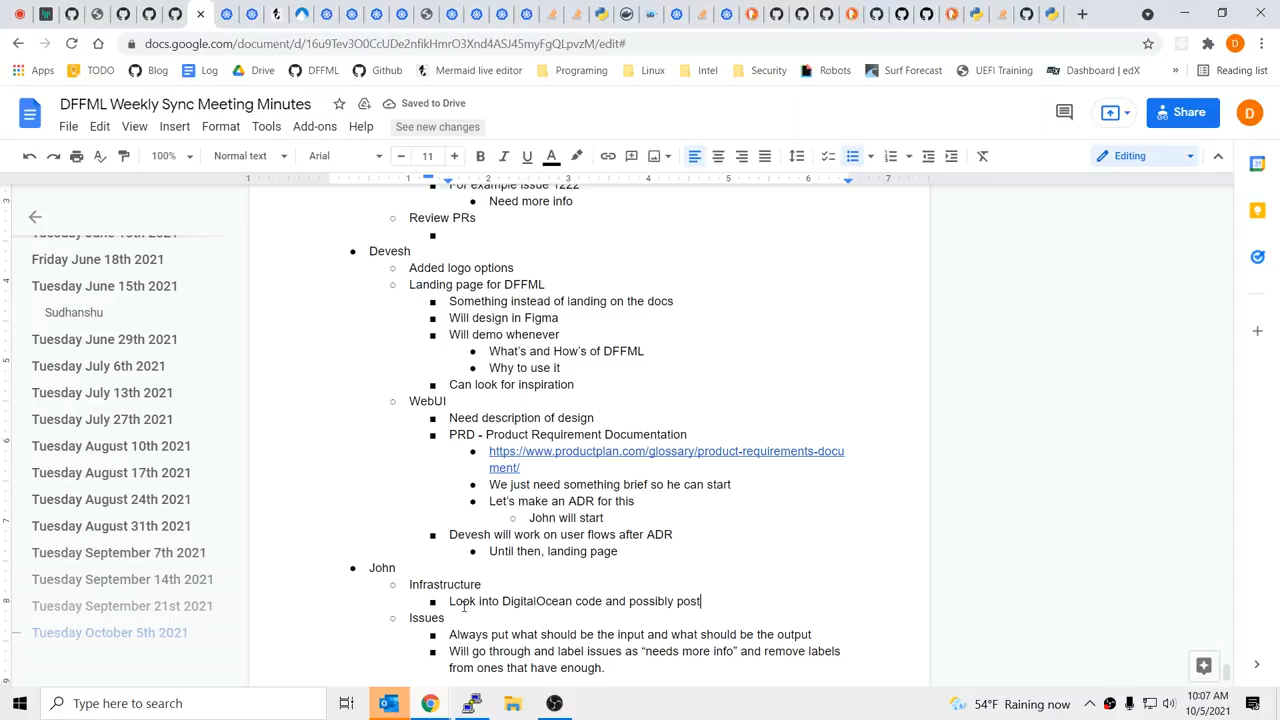 docs.google.com/document/d/16u9Tev3O0CcUDe2nfikHmrO3Xnd4ASJ45myFgQLpvzM/edit#
Apps TODO Blog Log Drive DFFML Github Mermaid live editor Programing Linux Intel Security Robots Surf Forecast UEFI Training Dashboard | edX » Reading list
DFFML Weekly Sync Meeting Minutes Saved to Drive
File Edit View Insert Format Tools Add-ons Help See new changes
Share
D
100% Normal text Arial 11 Editing
1 1 2 3 4 5 6 7
For example issue 1222
Need more info
Review PRs
Devesh
Added logo options
Landing page for DFFML
Something instead of landing on the docs
Will design in Figma
Will demo whenever
What's and How's of DFFML
Why to use it
Can look for inspiration
WebUI
Need description of design
PRD - Product Requirement Documentation
https://www.productplan.com/glossary/product-requirements-docu
ment/
We just need something brief so he can start
Let's make an ADR for this
John will start
Devesh will work on user flows after ADR
Until then, landing page
John
Infrastructure
Look into DigitalOcean code and possibly post
Issues
Always put what should be the input and what should be the output
Will go through and label issues as “needs more info” and remove labels
from ones that have enough.
Friday June 18th 2021
Tuesday June 15th 2021
Sudhanshu
Tuesday June 29th 2021
Tuesday July 6th 2021
Tuesday July 13th 2021
Tuesday July 27th 2021
Tuesday August 10th 2021
Tuesday August 17th 2021
Tuesday August 24th 2021
Tuesday August 31th 2021
Tuesday September 7th 2021
Tuesday September 14th 2021
Tuesday September 21st 2021
Tuesday October 5th 2021
Type here to search
54°F Raining now
10:07 AM
10/5/2021